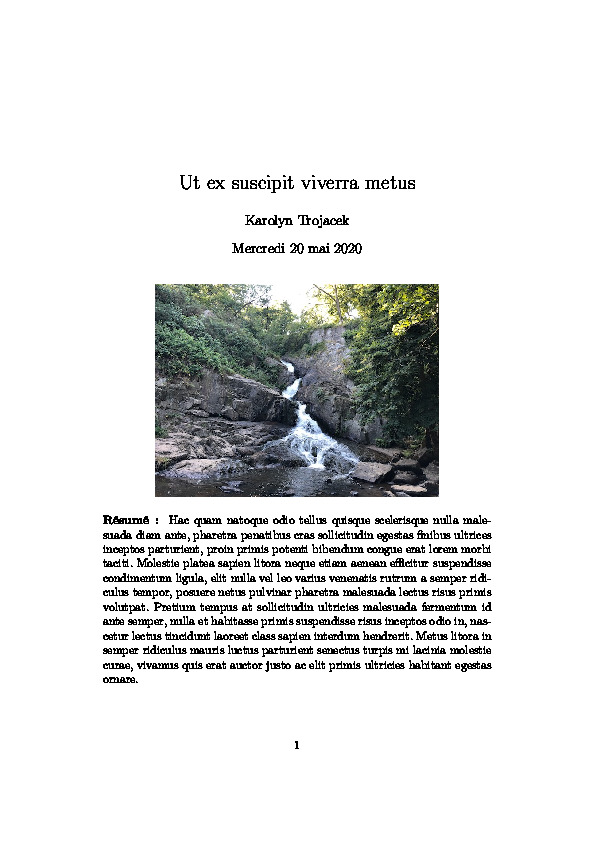 Ut ex suscipit viverra metus
Karolyn Trojacek
Mercredi 20 mai 2020
Résumé : Hac quam natoque odio tellus quisque scelerisque nulla male-
suada diam ante, pharetra penatibus cras sollicitudin egestas finibus ultrices
inceptos parturient, proin primis potenti bibendum congue erat lorem morbi
taciti. Molestie platea sapien litora neque etiam aenean efficitur suspendisse
condimentum ligula, elit nulla vel leo varius venenatis rutrum a semper ridi-
culus tempor, posuere netus pulvinar pharetra malesuada lectus risus primis
volutpat. Pretium tempus at sollicitudin ultricies malesuada fermentum id
ante semper, nulla et habitasse primis suspendisse risus inceptos odio in, nas-
cetur lectus tincidunt laoreet class sapien interdum hendrerit. Metus litora in
semper ridiculus mauris luctus parturient senectus turpis mi lacinia molestie
curae, vivamus quis erat auctor justo ac elit primis ultricies habitant egestas
ornare.
1